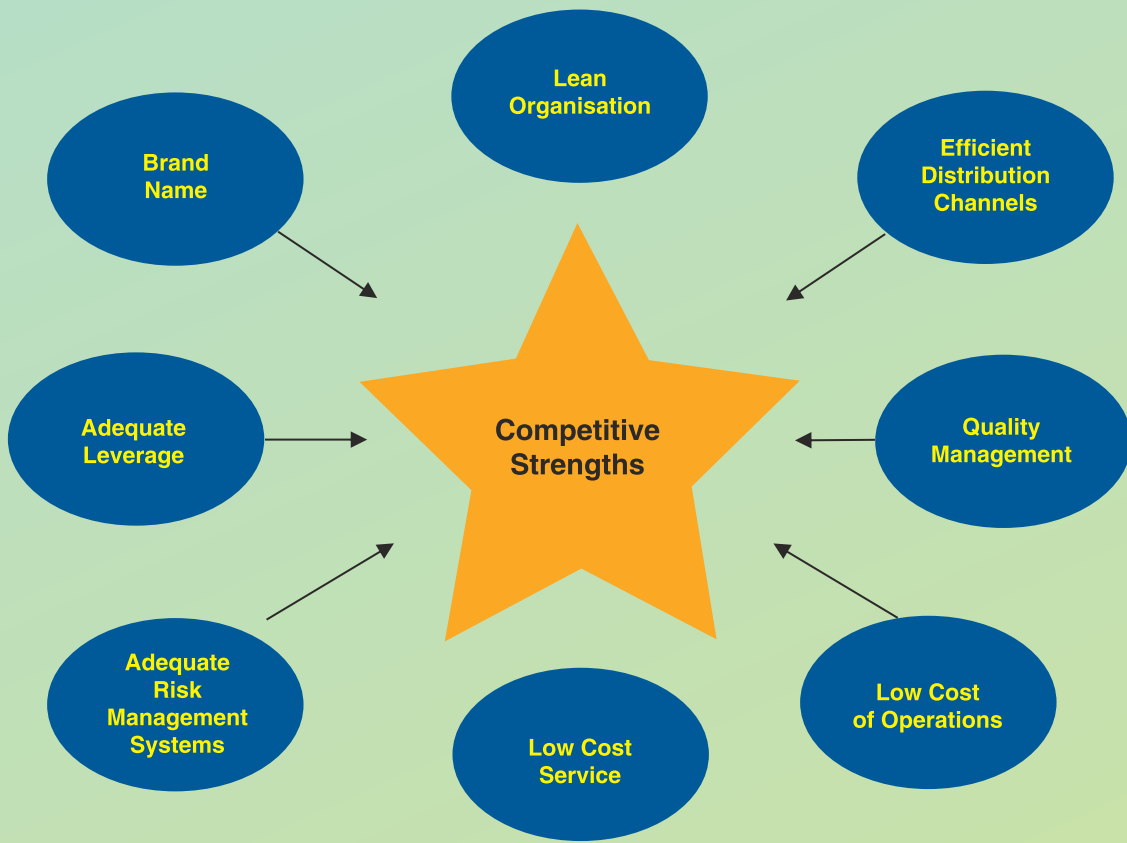 Lean
Organisation
Brand
Name
Efficient
Distribution
Channels
Adequate
Leverage
Competitive
Strengths
Quality
Management
Adequate
Risk
Management
Systems
Low Cost
Service
Low Cost
of Operations